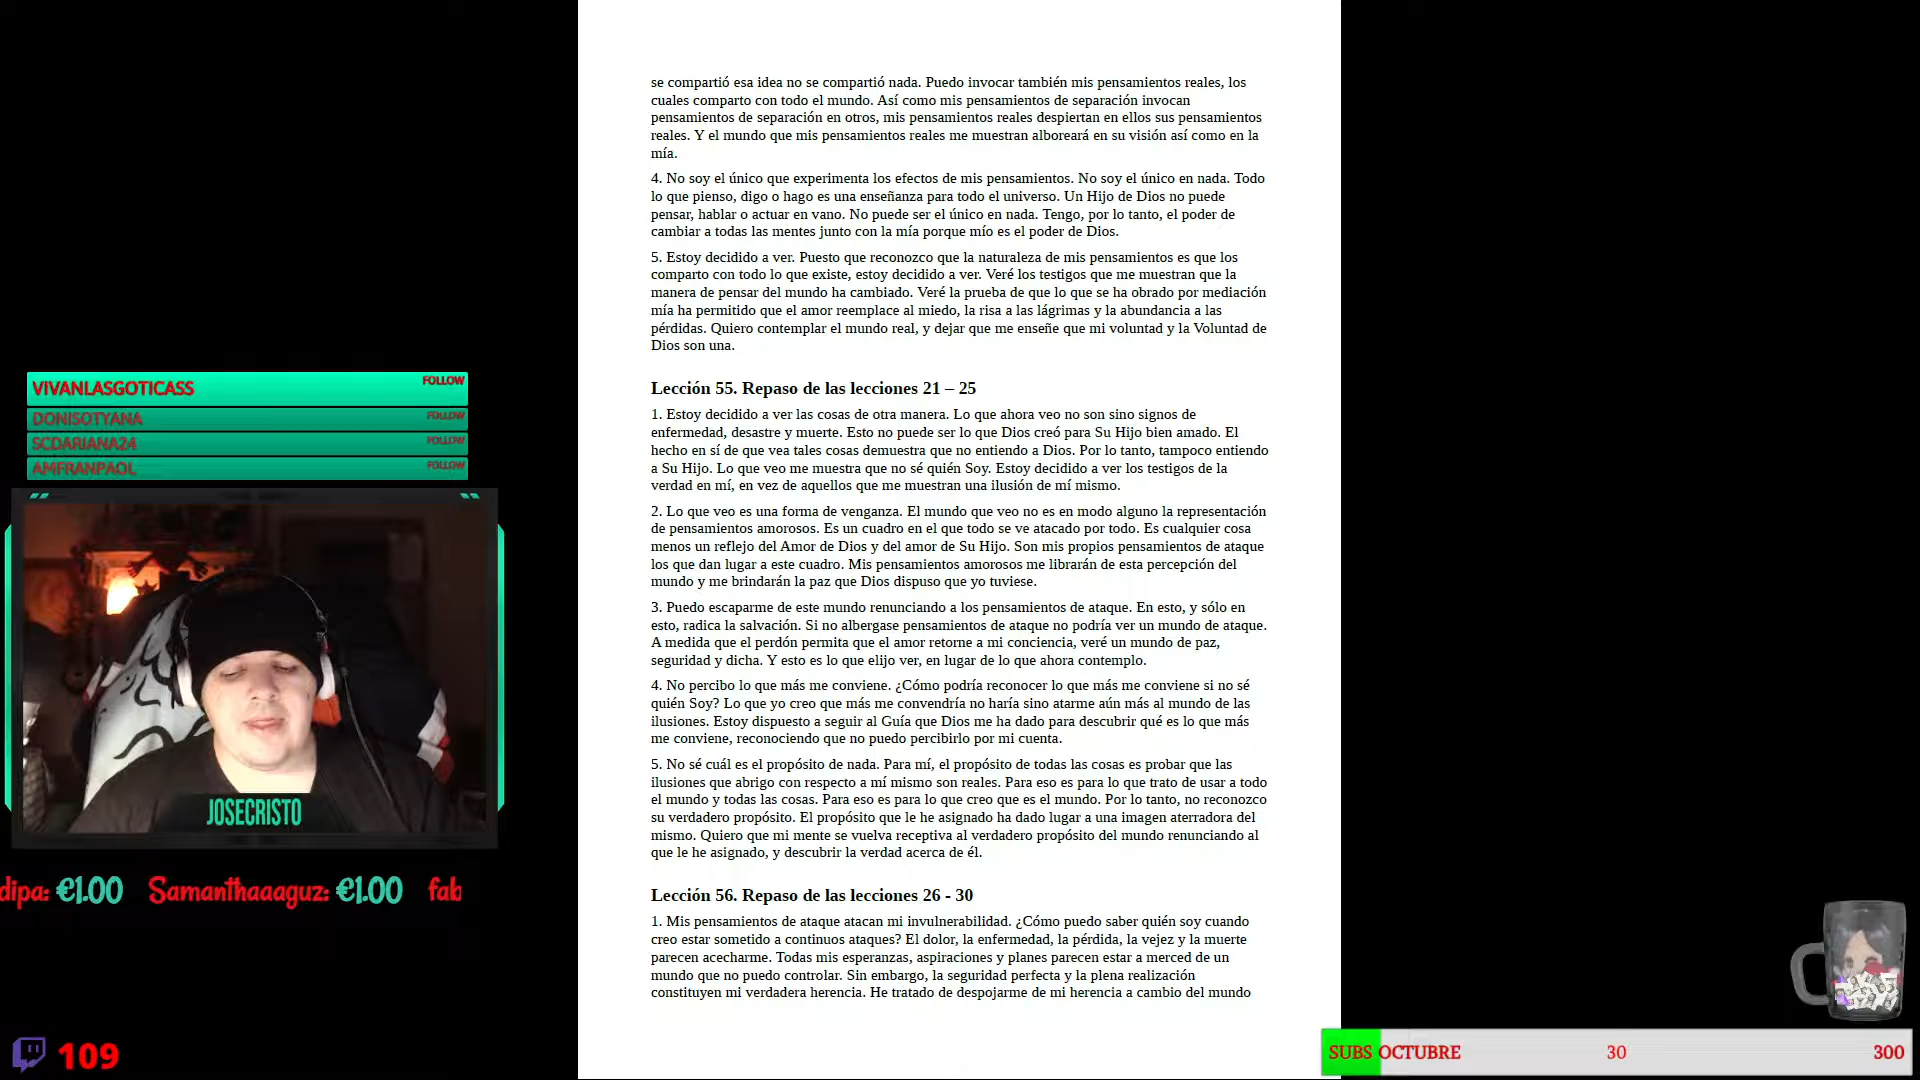 se compartió esa idea no se compartió nada. Puedo invocar también mis pensamientos reales, los
cuales comparto con todo el mundo. Así como mis pensamientos de separación invocan
pensamientos de separación en otros, mis pensamientos reales despiertan en ellos sus pensamientos
reales. Y el mundo que mis pensamientos reales me muestran alboreará en su visión así como en la
mía.
4. No soy el único que experimenta los efectos de mis pensamientos. No soy el único en nada. Todo
lo que pienso, digo o hago es una enseñanza para todo el universo. Un Hijo de Dios no puede
pensar, hablar o actuar en vano. No puede ser el único en nada. Tengo, por lo tanto, el poder de
cambiar a todas las mentes junto con la mía porque mío es el poder de Dios.
5. Estoy decidido a ver. Puesto que reconozco que la naturaleza de mis pensamientos es que los
comparto con todo lo que existe, estoy decidido a ver. Veré los testigos que me muestran que la
manera de pensar del mundo ha cambiado. Veré la prueba de que lo que se ha obrado por mediación
mía ha permitido que el amor reemplace al miedo, la risa a las lágrimas y la abundancia a las
pérdidas. Quiero contemplar el mundo real, y dejar que me enseñe que mi voluntad y la Voluntad de
Dios son una.
Lección 55. Repaso de las lecciones 21 – 25
1. Estoy decidido a ver las cosas de otra manera. Lo que ahora veo no son sino signos de
enfermedad, desastre y muerte. Esto no puede ser lo que Dios creó para Su Hijo bien amado. El
hecho en sí de que vea tales cosas demuestra que no entiendo a Dios. Por lo tanto, tampoco entiendo
a Su Hijo. Lo que veo me muestra que no sé quién Soy. Estoy decidido a ver los testigos de la
verdad en mí, en vez de aquellos que me muestran una ilusión de mí mismo.
2. Lo que veo es una forma de venganza. El mundo que veo no es en modo alguno la representación
de pensamientos amorosos. Es un cuadro en el que todo se ve atacado por todo. Es cualquier cosa
menos un reflejo del Amor de Dios y del amor de Su Hijo. Son mis propios pensamientos de ataque
los que dan lugar a este cuadro. Mis pensamientos amorosos me librarán de esta percepción del
mundo y me brindarán la paz que Dios dispuso que yo tuviese.
3. Puedo escaparme de este mundo renunciando a los pensamientos de ataque. En esto, y sólo en
esto, radica la salvación. Si no albergase pensamientos de ataque no podría ver un mundo de ataque.
A medida que el perdón permita que el amor retorne a mi conciencia, veré un mundo de paz,
seguridad y dicha. Y esto es lo que elijo ver, en lugar de lo que ahora contemplo.
4. No percibo lo que más me conviene. ¿Cómo podría reconocer lo que más me conviene si no sé
quién Soy? Lo que yo creo que más me convendría no haría sino atarme aún más al mundo de las
ilusiones. Estoy dispuesto a seguir al Guía que Dios me ha dado para descubrir qué es lo que más
me conviene, reconociendo que no puedo percibirlo por mi cuenta.
5. No sé cuál es el propósito de nada. Para mí, el propósito de todas las cosas es probar que las
ilusiones que abrigo con respecto a mí mismo son reales. Para eso es para lo que trato de usar a todo
el mundo y todas las cosas. Para eso es para lo que creo que es el mundo. Por lo tanto, no reconozco
su verdadero propósito. El propósito que le he asignado ha dado lugar a una imagen aterradora del
mismo. Quiero que mi mente se vuelva receptiva al verdadero propósito del mundo renunciando al
que le he asignado, y descubrir la verdad acerca de él.
Lección 56. Repaso de las lecciones 26 - 30
1. Mis pensamientos de ataque atacan mi invulnerabilidad. ¿Cómo puedo saber quién soy cuando
creo estar sometido a continuos ataques? El dolor, la enfermedad, la pérdida, la vejez y la muerte
parecen acecharme. Todas mis esperanzas, aspiraciones y planes parecen estar a merced de un
mundo que no puedo controlar. Sin embargo, la seguridad perfecta y la plena realización
constituyen mi verdadera herencia. He tratado de despojarme de mi herencia a cambio del mundo
VIVANLASGOTICASS FOLLOW
DONISOTYANA FOLLOW
SCDARIANA24 FOLLOW
AMFRANPAOL FOLLOW
JOSECRISTO
dipa: €1.00 Samanthaaaguz: €1.00 fab
109
SUBS OCTUBRE 30 300